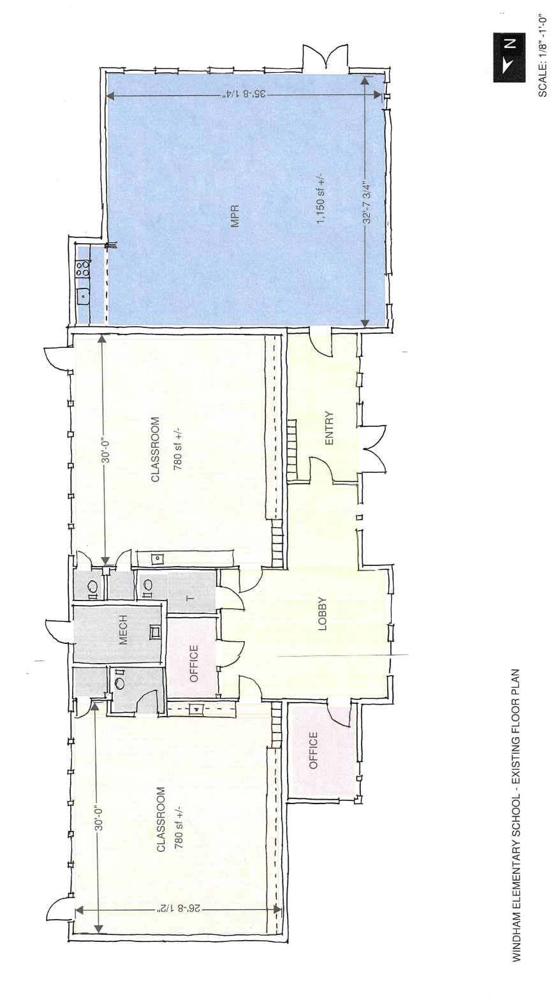 N
SCALE: 1/8" -1'-0"
35'-8 1/4"
MPR
1,150 sf +/-
32'-7 3/4"
30'-0"
CLASSROOM
780 sf +/-
ENTRY
T
MECH
OFFICE
LOBBY
OFFICE
30'-0"
CLASSROOM
780 sf +/-
26'-8 1/2"
WINDHAM ELEMENTARY SCHOOL - EXISTING FLOOR PLAN